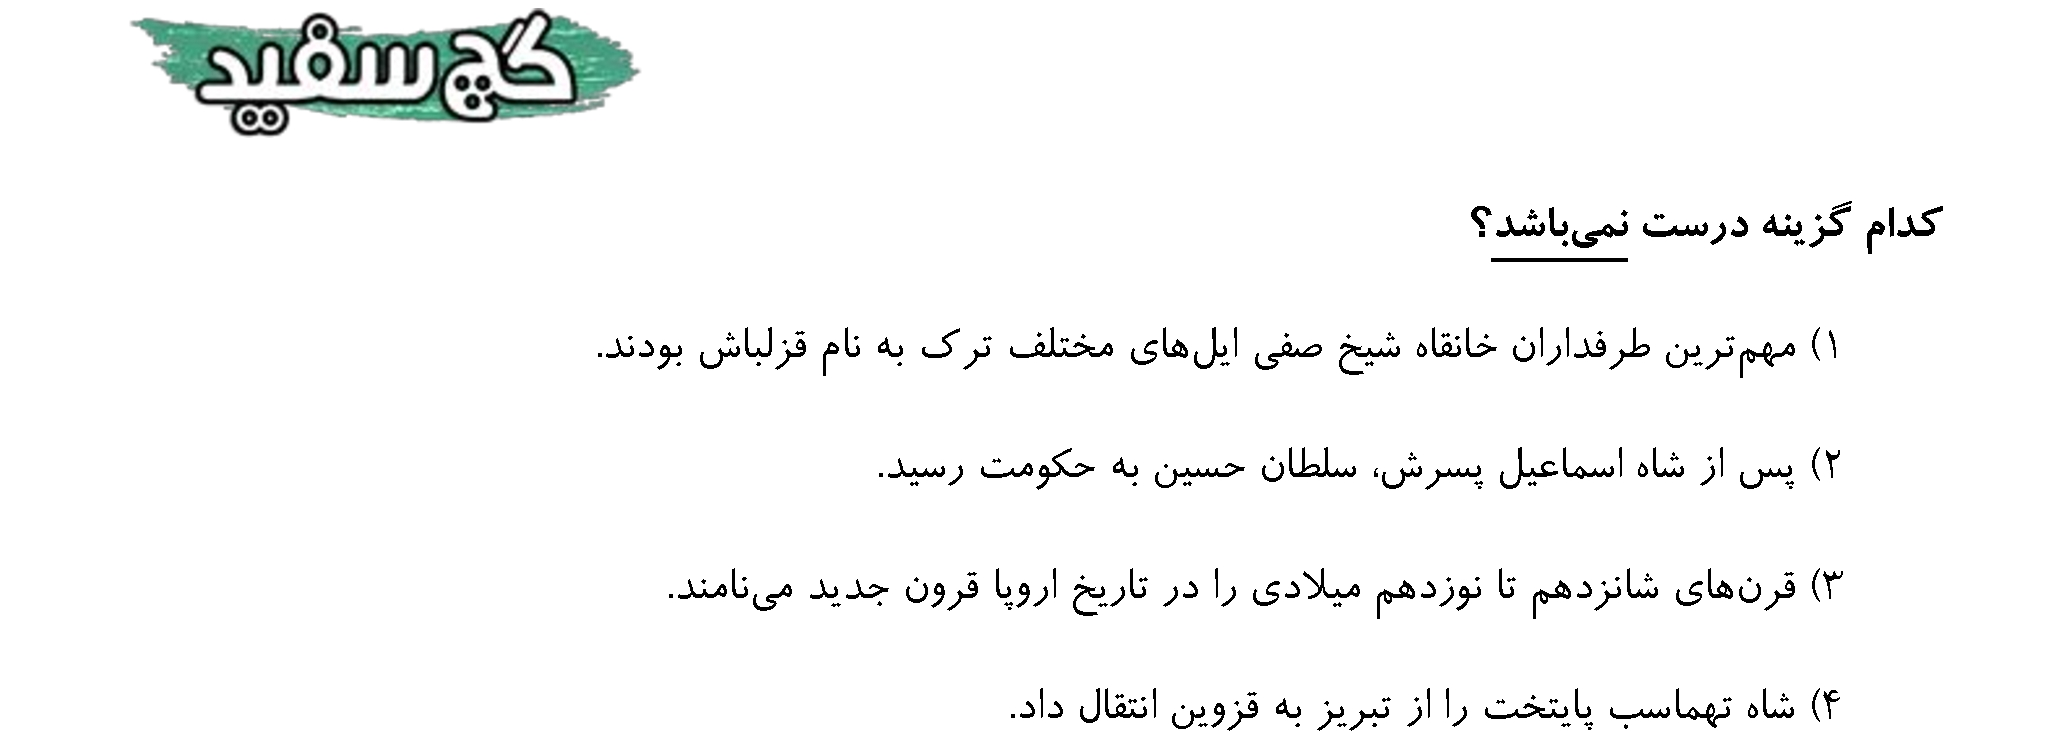 گچ سفید
کدام گزینه درست نمی‌باشد؟
۱) مهم‌ترین طرفداران خانقاه شیخ صفی ایل‌های مختلف ترک به نام قزلباش بودند.
۲) پس از شاه اسماعیل پسرش، سلطان حسین به حکومت رسید.
۳) قرن‌های شانزدهم تا نوزدهم میلادی را در تاریخ اروپا قرون جدید می‌نامند.
۴) شاه تهماسب پایتخت را از تبریز به قزوین انتقال داد.